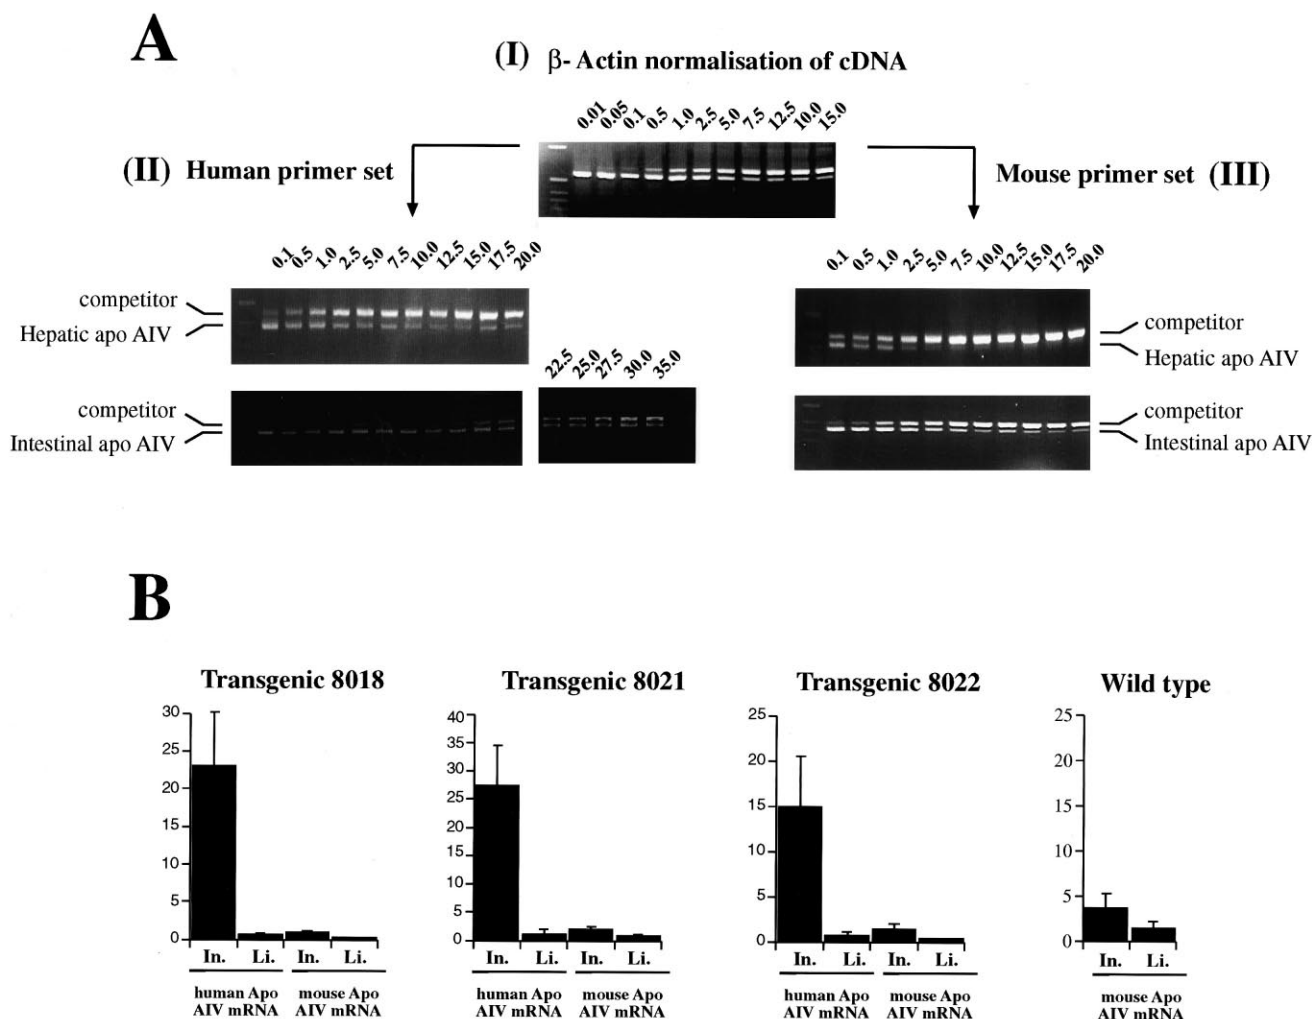 A
(I) β- Actin normalisation of cDNA
0.01 0.05 0.1 0.5 1.0 2.5 5.0 7.5 12.5 10.0 15.0
(II) Human primer set
Mouse primer set (III)
0.1 0.5 1.0 2.5 5.0 7.5 10.0 12.5 15.0 17.5 20.0
0.1 0.5 1.0 2.5 5.0 7.5 10.0 12.5 15.0 17.5 20.0
competitor
Hepatic apo AIV
competitor
Hepatic apo AIV
22.5 25.0 27.5 30.0 35.0
competitor
Intestinal apo AIV
competitor
Intestinal apo AIV
B
Transgenic 8018
30
25
20
15
10
5
0
In. Li. In. Li.
human Apo mouse Apo
AIV mRNA AIV mRNA
Transgenic 8021
40
35
30
25
20
15
10
5
0
In. Li. In. Li.
human Apo mouse Apo
AIV mRNA AIV mRNA
Transgenic 8022
25
20
15
10
5
0
In. Li. In. Li.
human Apo mouse Apo
AIV mRNA AIV mRNA
Wild type
25
20
15
10
5
0
In. Li.
mouse Apo
AIV mRNA